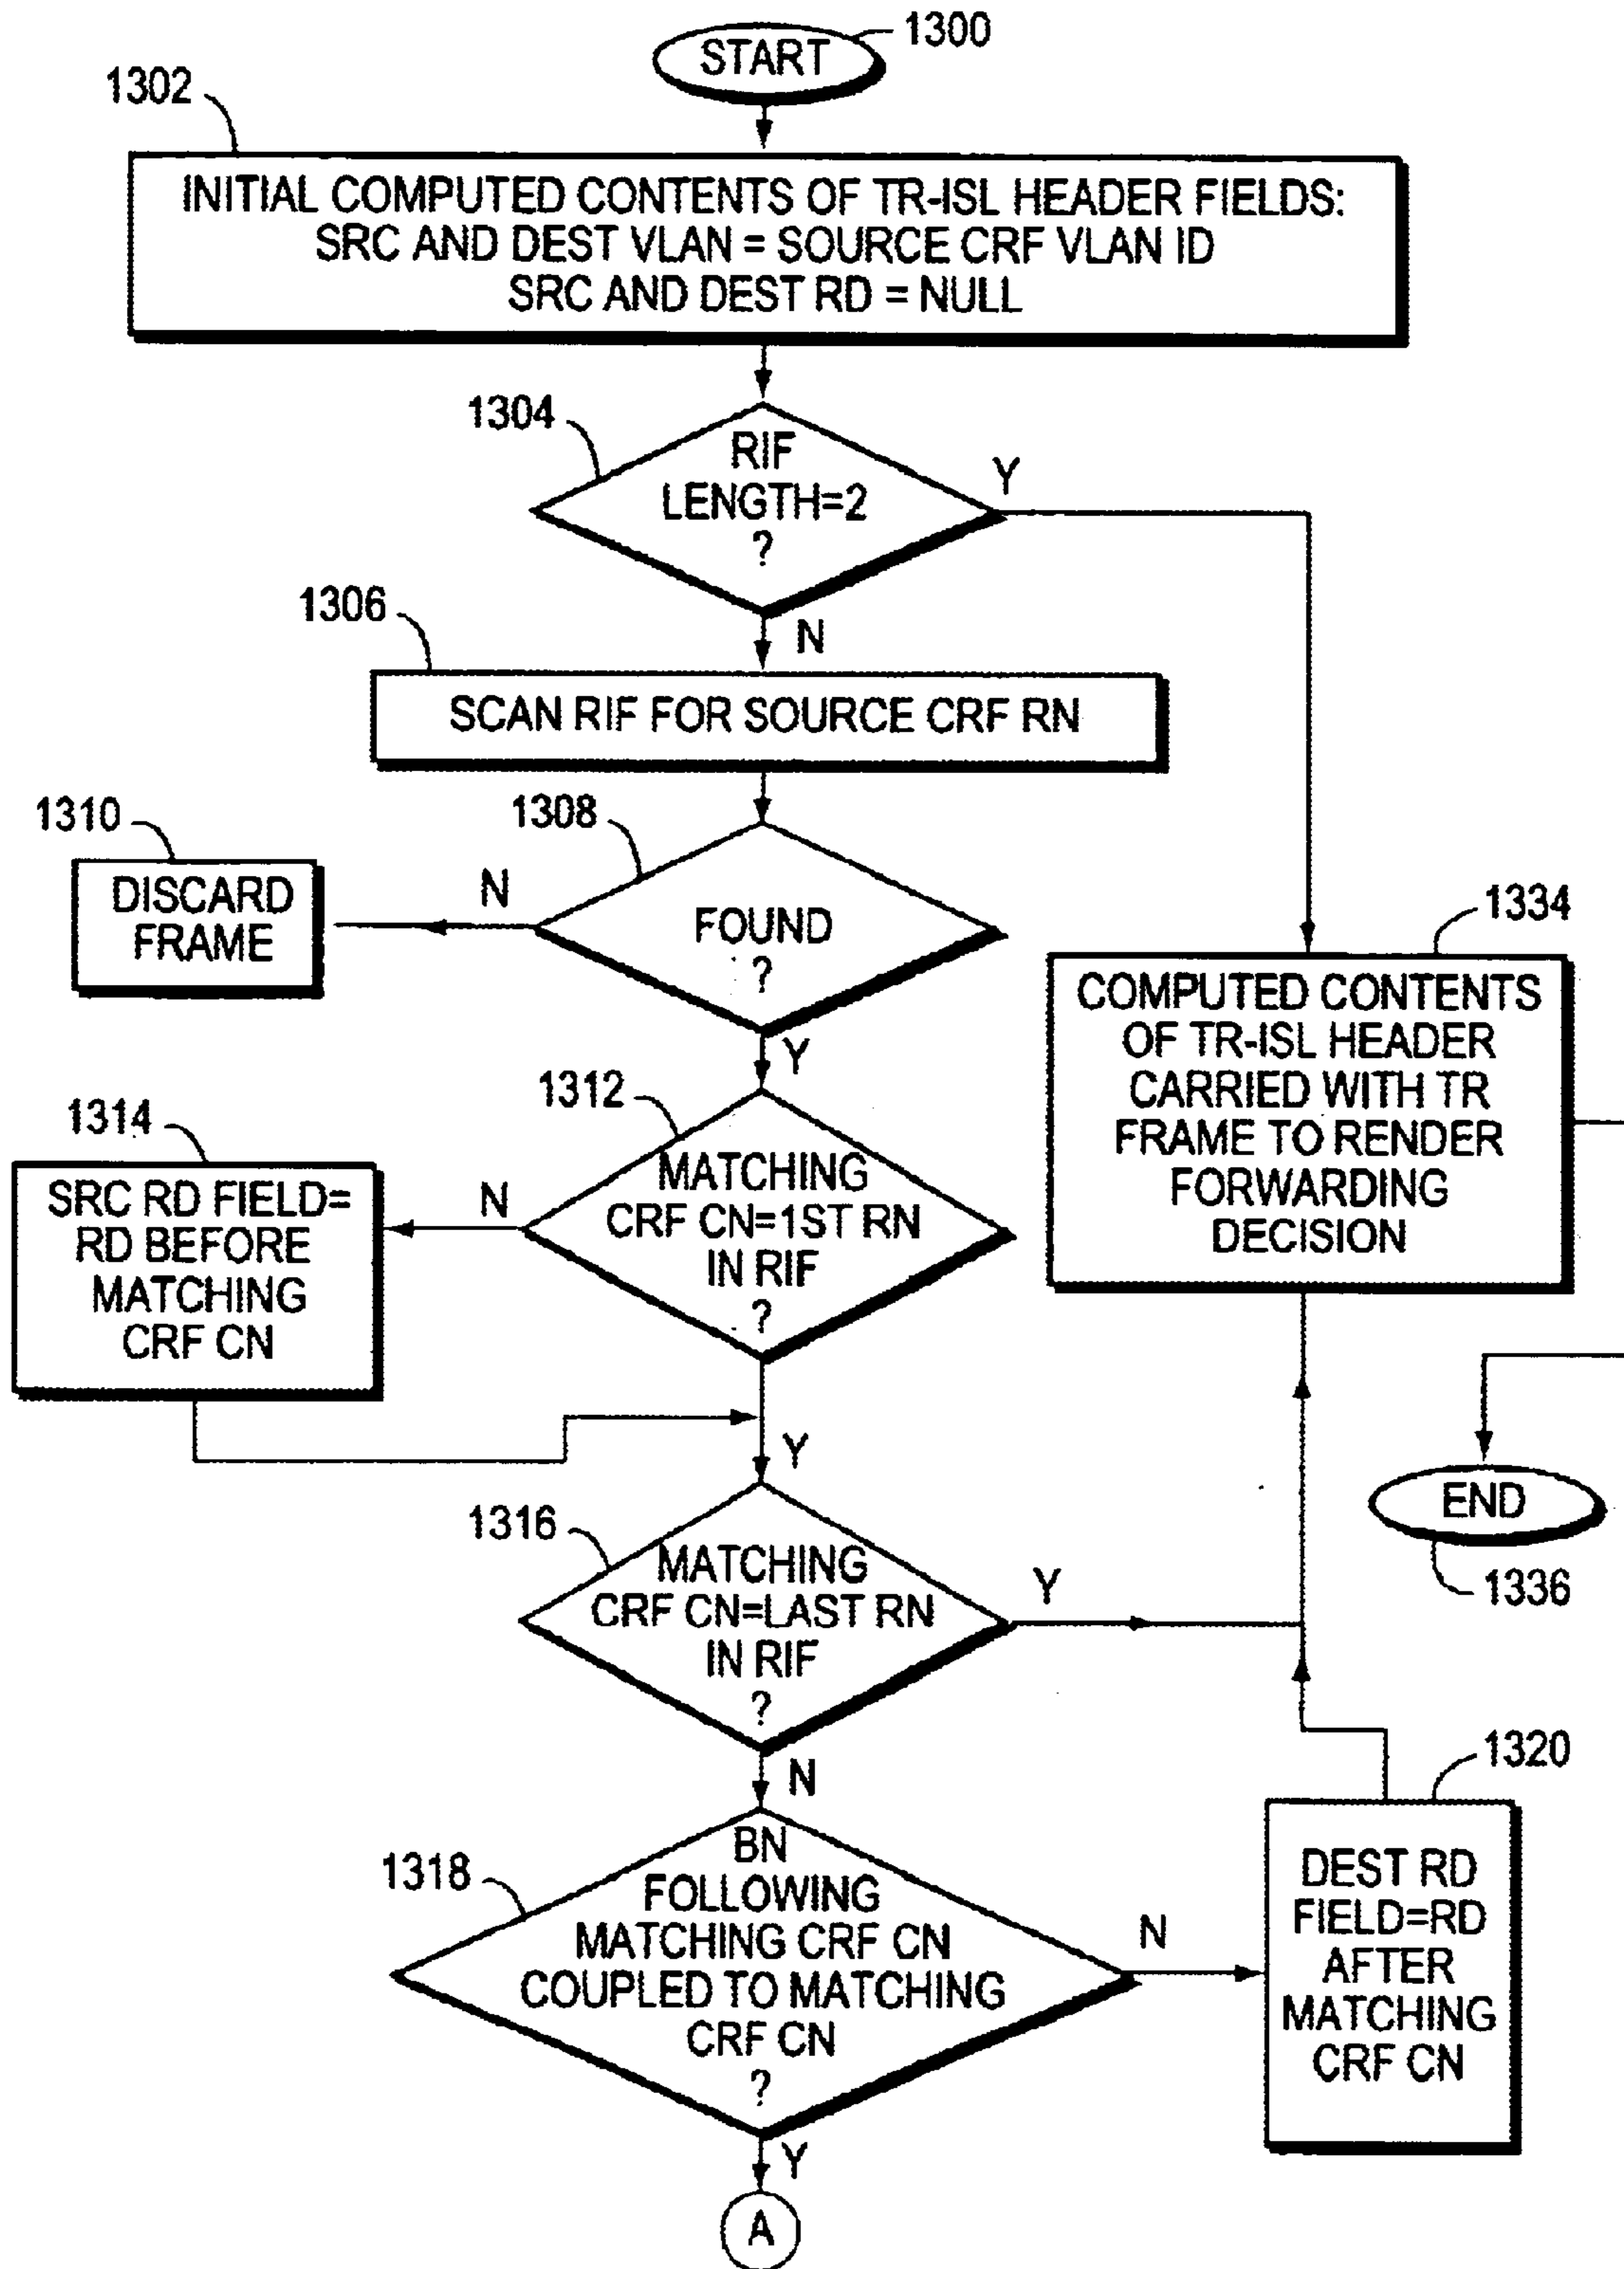 START
1300
1302
INITIAL COMPUTED CONTENTS OF TR-ISL HEADER FIELDS:
SRC AND DEST VLAN = SOURCE CRF VLAN ID
SRC AND DEST RD = NULL
1304
RIF
LENGTH=2
?
Y
N
1306
SCAN RIF FOR SOURCE CRF RN
1308
FOUND
?
N
1310
DISCARD
FRAME
Y
1334
COMPUTED CONTENTS
OF TR-ISL HEADER
CARRIED WITH TR
FRAME TO RENDER
FORWARDING
DECISION
1312
MATCHING
CRF CN=1ST RN
IN RIF
?
N
1314
SRC RD FIELD=
RD BEFORE
MATCHING
CRF CN
Y
END
1336
1316
MATCHING
CRF CN=LAST RN
IN RIF
?
Y
N
1318
BN
FOLLOWING
MATCHING CRF CN
COUPLED TO MATCHING
CRF CN
?
N
1320
DEST RD
FIELD=RD
AFTER
MATCHING
CRF CN
Y
A